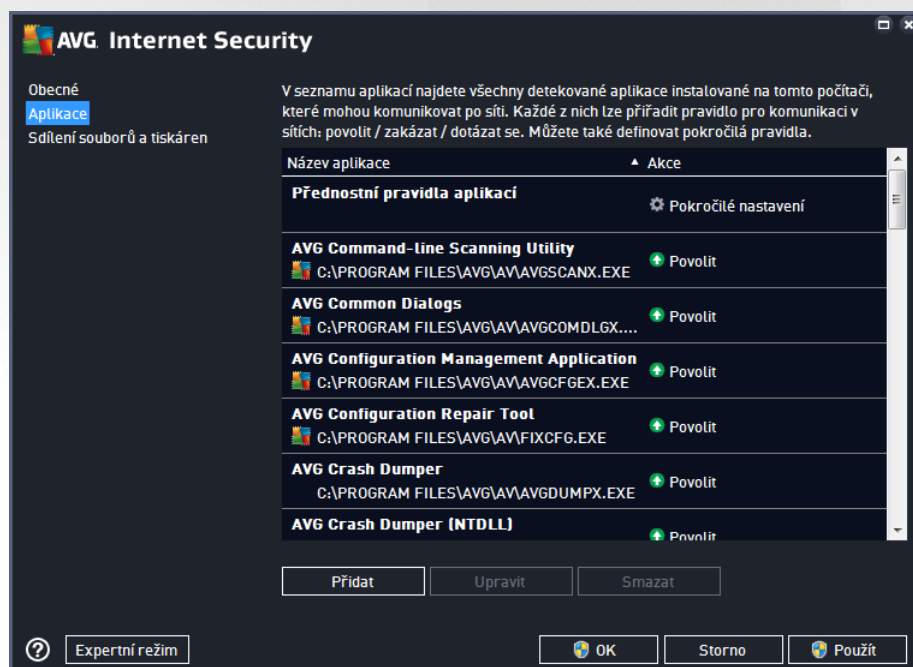 AVG. Internet Security
Obecné
Aplikace
Sdílení souborů a tiskáren
V seznamu aplikací najdete všechny detekované aplikace instalované na tomto počítači,
které mohou komunikovat po síti. Každé z nich lze přiřadit pravidlo pro komunikaci v
sítích: povolit / zakázat / dotázat se. Můžete také definovat pokročilá pravidla.
Název aplikace Akce
Přednostní pravidla aplikací
Pokročilé nastavení
AVG Command-line Scanning Utility
C:\PROGRAM FILES\AVG\AV\AVGSCANX.EXE
Povolit
AVG Common Dialogs
C:\PROGRAM FILES\AVG\AV\AVGCOMDLGX....
Povolit
AVG Configuration Management Application
C:\PROGRAM FILES\AVG\AV\AVGCFGEX.EXE
Povolit
AVG Configuration Repair Tool
C:\PROGRAM FILES\AVG\AV\FIXCFG.EXE
Povolit
AVG Crash Dumper
C:\PROGRAM FILES\AVG\AV\AVGDUMPX.EXE
Povolit
AVG Crash Dumper (NTDLL)
Povolit
Přidat Upravit Smazat
? Expertní režim OK Storno Použít